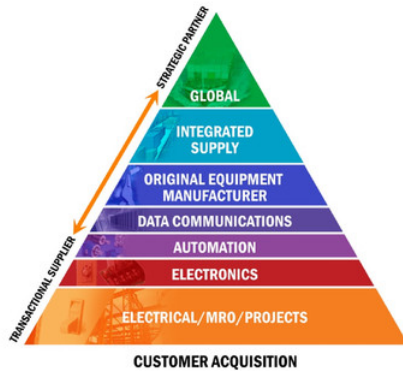 STRATEGIC PARTNER
GLOBAL
INTEGRATED
SUPPLY
ORIGINAL EQUIPMENT
MANUFACTURER
DATA COMMUNICATIONS
AUTOMATION
ELECTRONICS
TRANSACTIONAL SUPPLIER
ELECTRICAL/MRO/PROJECTS
CUSTOMER ACQUISITION